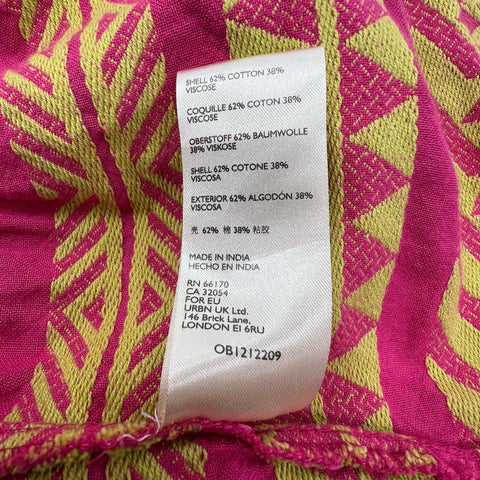 SHELL 62% COTTON 38%
VISCOSE
COQUILLE 62% COTON 38%
VISCOSE
OBERSTOFF 62% BAUMWOLLE
38% VISKOSE
SHELL 62% COTONE 38%
VISCOSA
EXTERIOR 62% ALGODÓN 38%
VISCOSA
壳 62% 棉 38% 粘胶
MADE IN INDIA
HECHO EN INDIA
RN 66170
CA 32054
FOR EU
URBN UK Ltd.
146 Brick Lane,
LONDON E1 6RU
OB1212209